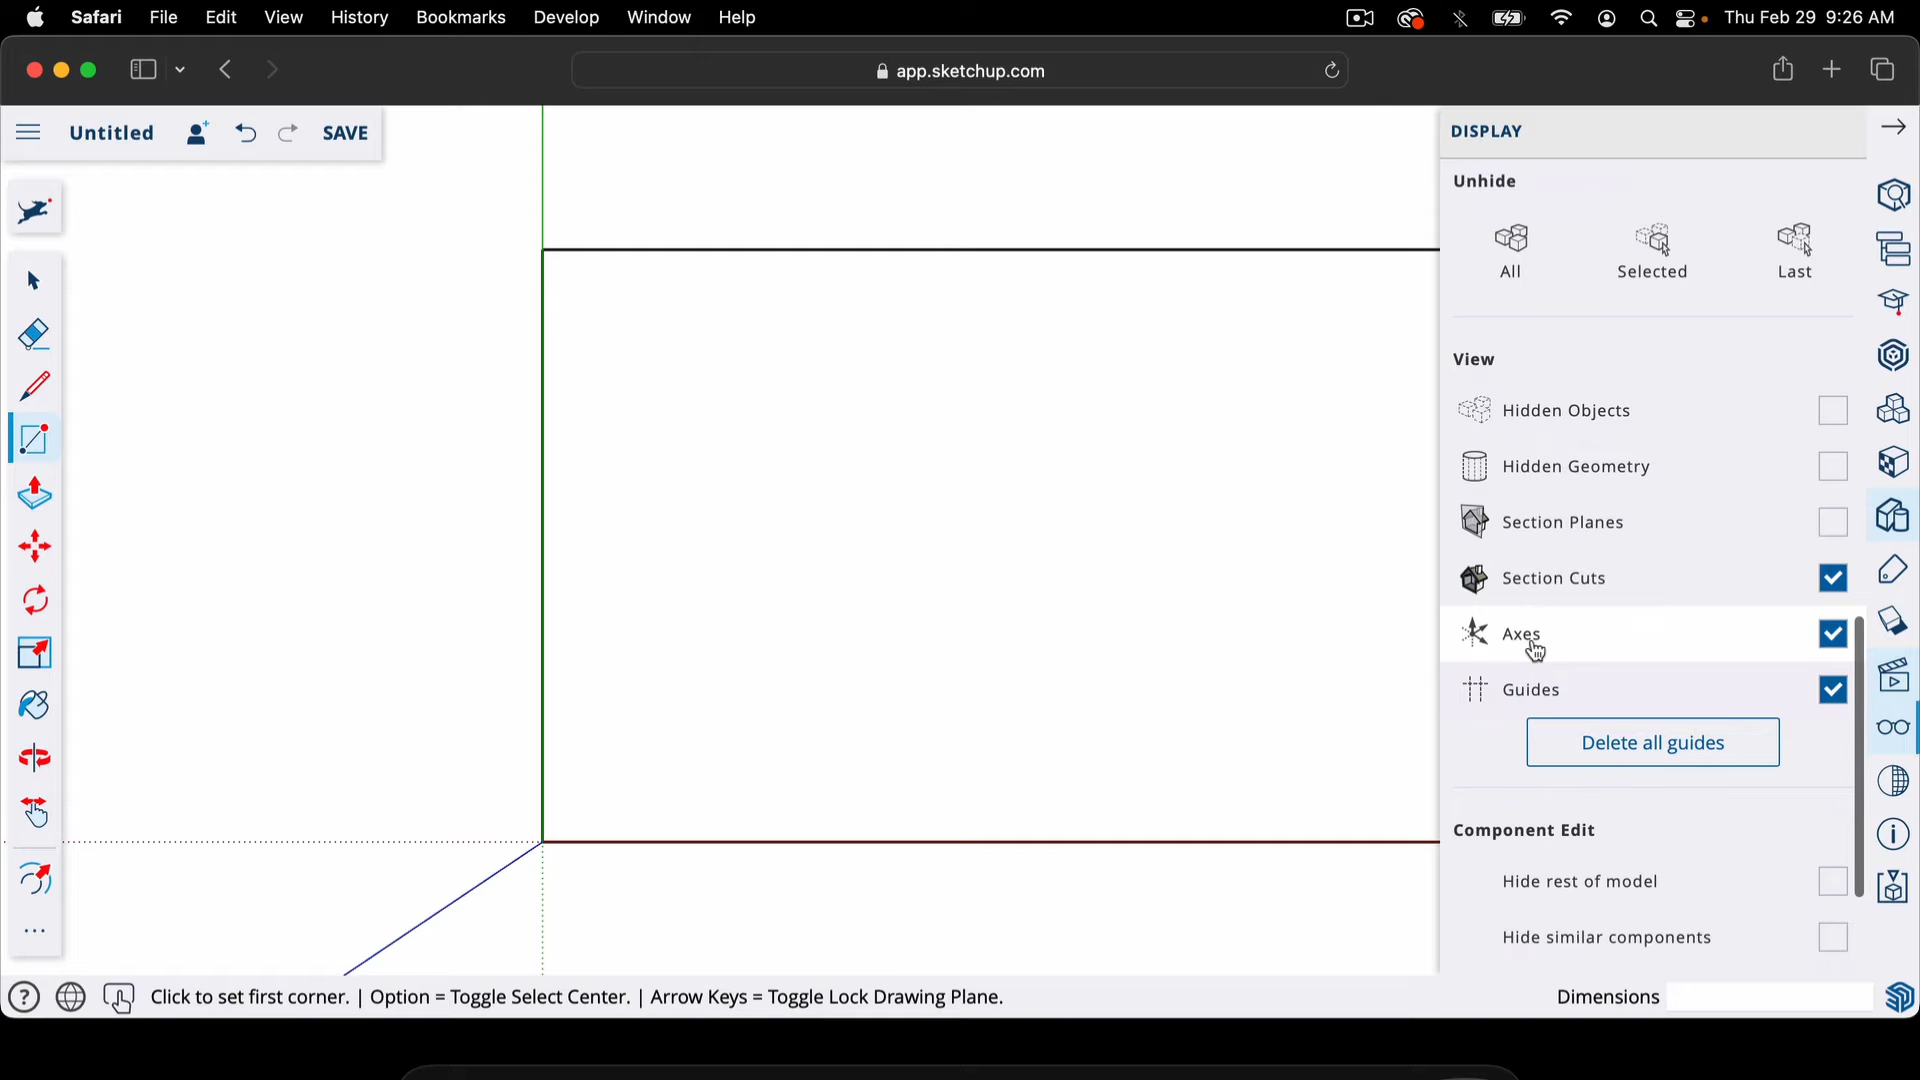 Safari File Edit View History Bookmarks Develop Window Help Thu Feb 29 9:26 AM
app.sketchup.com
Untitled SAVE
DISPLAY
Unhide
All Selected Last
View
Hidden Objects
Hidden Geometry
Section Planes
Section Cuts
Axes
Guides
Delete all guides
Component Edit
Hide rest of model
Hide similar components
Click to set first corner. | Option = Toggle Select Center. | Arrow Keys = Toggle Lock Drawing Plane. Dimensions